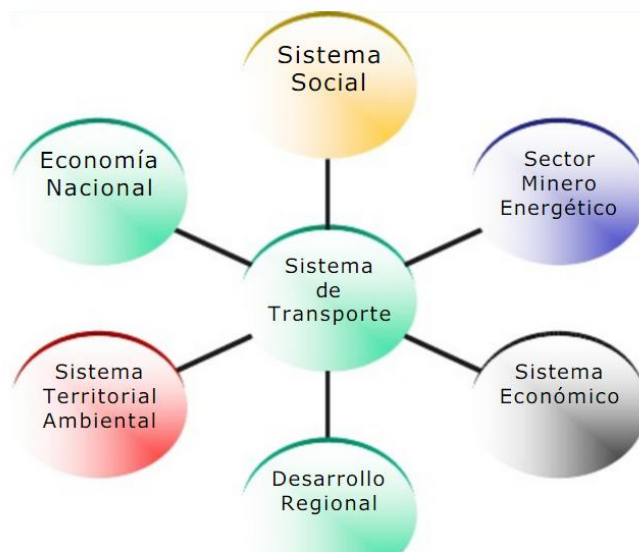 Sistema
Social
Economía
Nacional
Sector
Minero
Energético
Sistema
de
Transporte
Sistema
Territorial
Ambiental
Sistema
Económico
Desarrollo
Regional